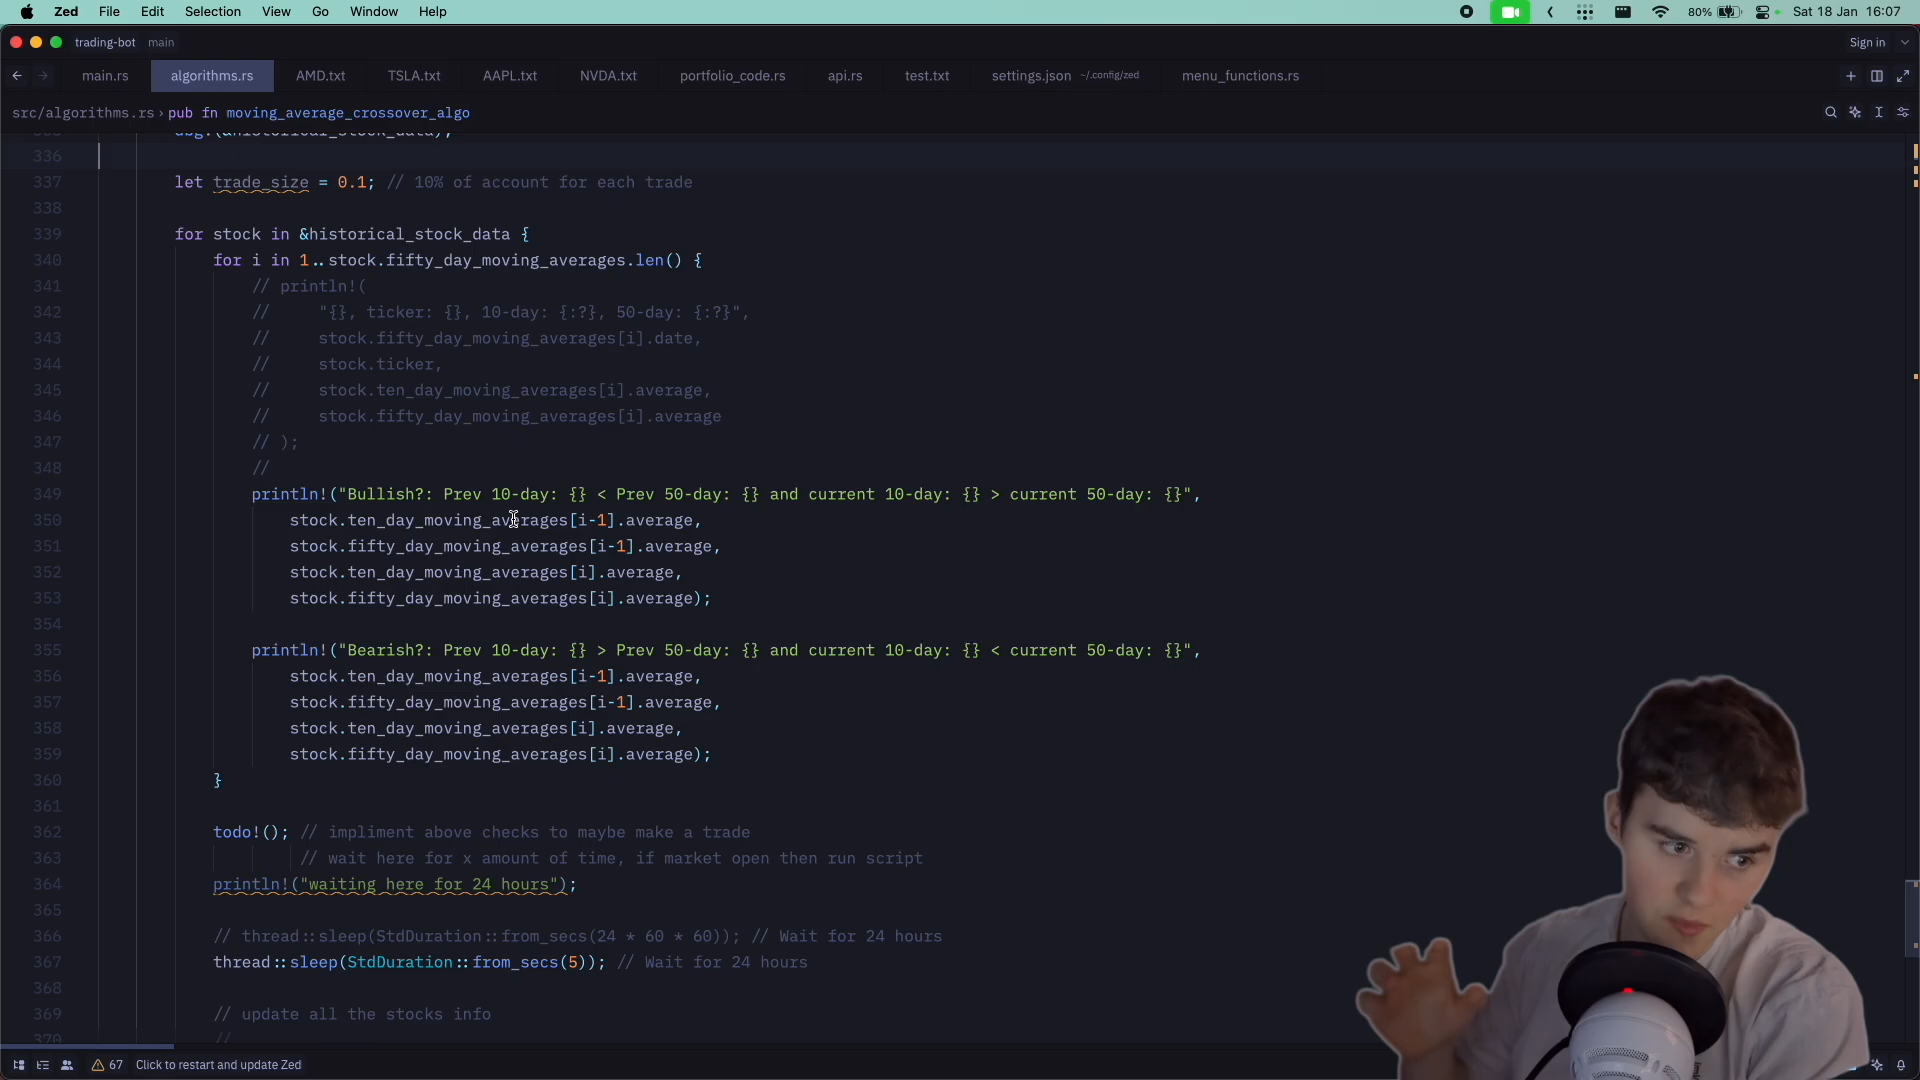 Zed File Edit Selection View Go Window Help
80% Sat 18 Jan 16:07
trading-bot main
Sign in
main.rs algorithms.rs AMD.txt TSLA.txt AAPL.txt NVDA.txt portfolio_code.rs api.rs test.txt settings.json ~/.config/zed menu_functions.rs
src/algorithms.rs › pub fn moving_average_crossover_algo
336
337 let trade_size = 0.1; // 10% of account for each trade
338
339 for stock in &historical_stock_data {
340 for i in 1..stock.fifty_day_moving_averages.len() {
341 // println!(
342 // "{}, ticker: {}, 10-day: {:?}, 50-day: {:?}",
343 // stock.fifty_day_moving_averages[i].date,
344 // stock.ticker,
345 // stock.ten_day_moving_averages[i].average,
346 // stock.fifty_day_moving_averages[i].average
347 // );
348 //
349 println!("Bullish?: Prev 10-day: {} < Prev 50-day: {} and current 10-day: {} > current 50-day: {}",
350 stock.ten_day_moving_averages[i-1].average,
351 stock.fifty_day_moving_averages[i-1].average,
352 stock.ten_day_moving_averages[i].average,
353 stock.fifty_day_moving_averages[i].average);
354
355 println!("Bearish?: Prev 10-day: {} > Prev 50-day: {} and current 10-day: {} < current 50-day: {}",
356 stock.ten_day_moving_averages[i-1].average,
357 stock.fifty_day_moving_averages[i-1].average,
358 stock.ten_day_moving_averages[i].average,
359 stock.fifty_day_moving_averages[i].average);
360 }
361
362 todo!(); // impliment above checks to maybe make a trade
363 // wait here for x amount of time, if market open then run script
364 println!("waiting here for 24 hours");
365
366 // thread::sleep(StdDuration::from_secs(24 * 60 * 60)); // Wait for 24 hours
367 thread::sleep(StdDuration::from_secs(5)); // Wait for 24 hours
368
369 // update all the stocks info
370 //
67 Click to restart and update Zed